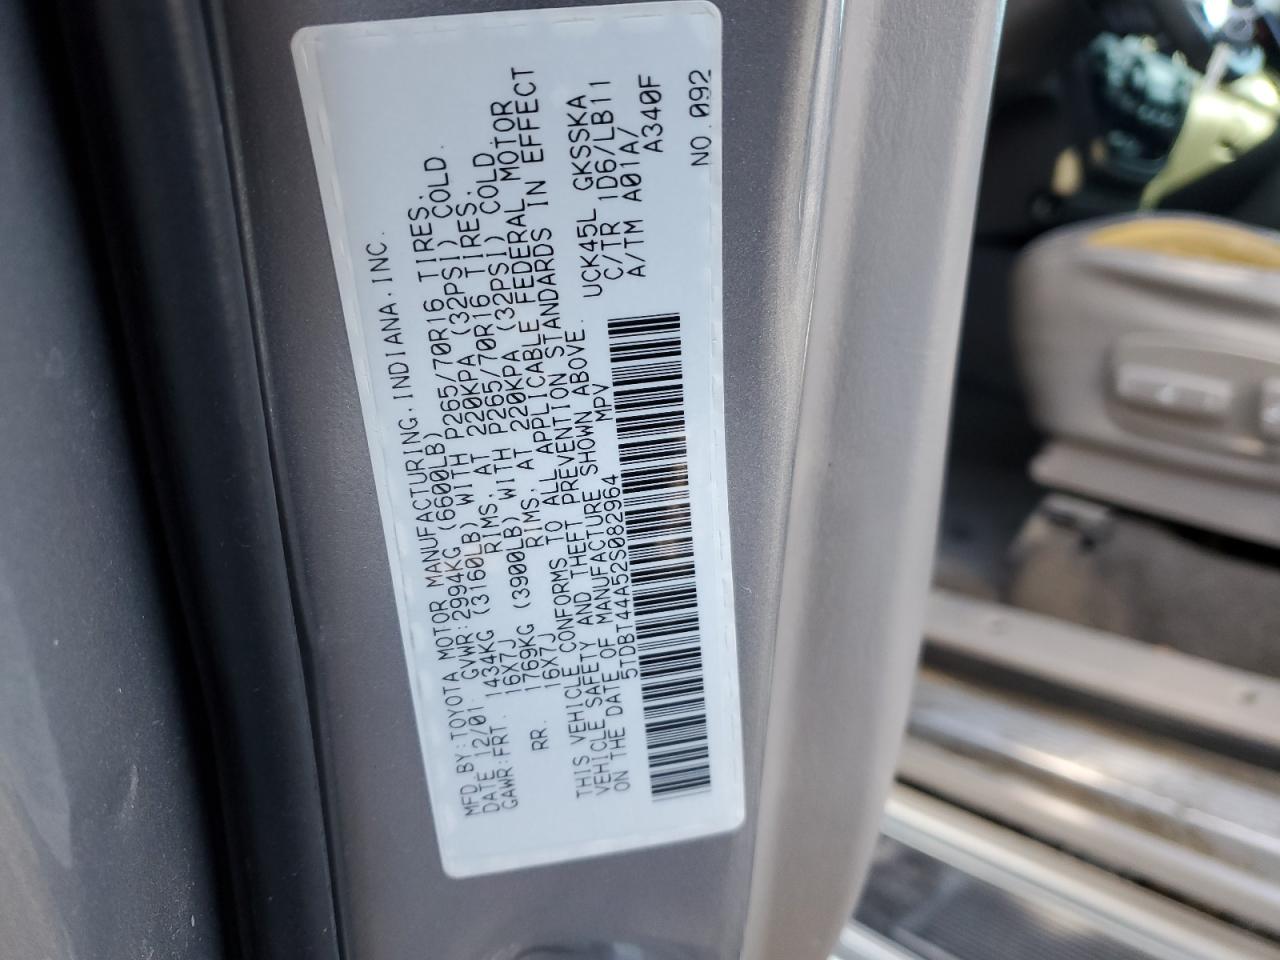 MFD. BY: TOYOTA MOTOR MANUFACTURING, INDIANA, INC.
DATE 12/01 GVWR: 2994KG (6600LB)
GAWR: FRT. 1434KG (3160LB) WITH P265/70R16 TIRES.
16X7J RIMS. AT 220KPA (32PSI) COLD.
RR. 1769KG (3900LB) WITH P265/70R16 TIRES.
16X7J RIMS. AT 220KPA (32PSI) COLD
THIS VEHICLE CONFORMS TO ALL APPLICABLE FEDERAL MOTOR
VEHICLE SAFETY AND THEFT PREVENTION STANDARDS IN EFFECT
ON THE DATE OF MANUFACTURE SHOWN ABOVE.
5TDBT44A52S082964 MPV
UCK45L GKSSKA
C/TR 1D6/LB11
A/TM A01A/
A340F
NO. 092